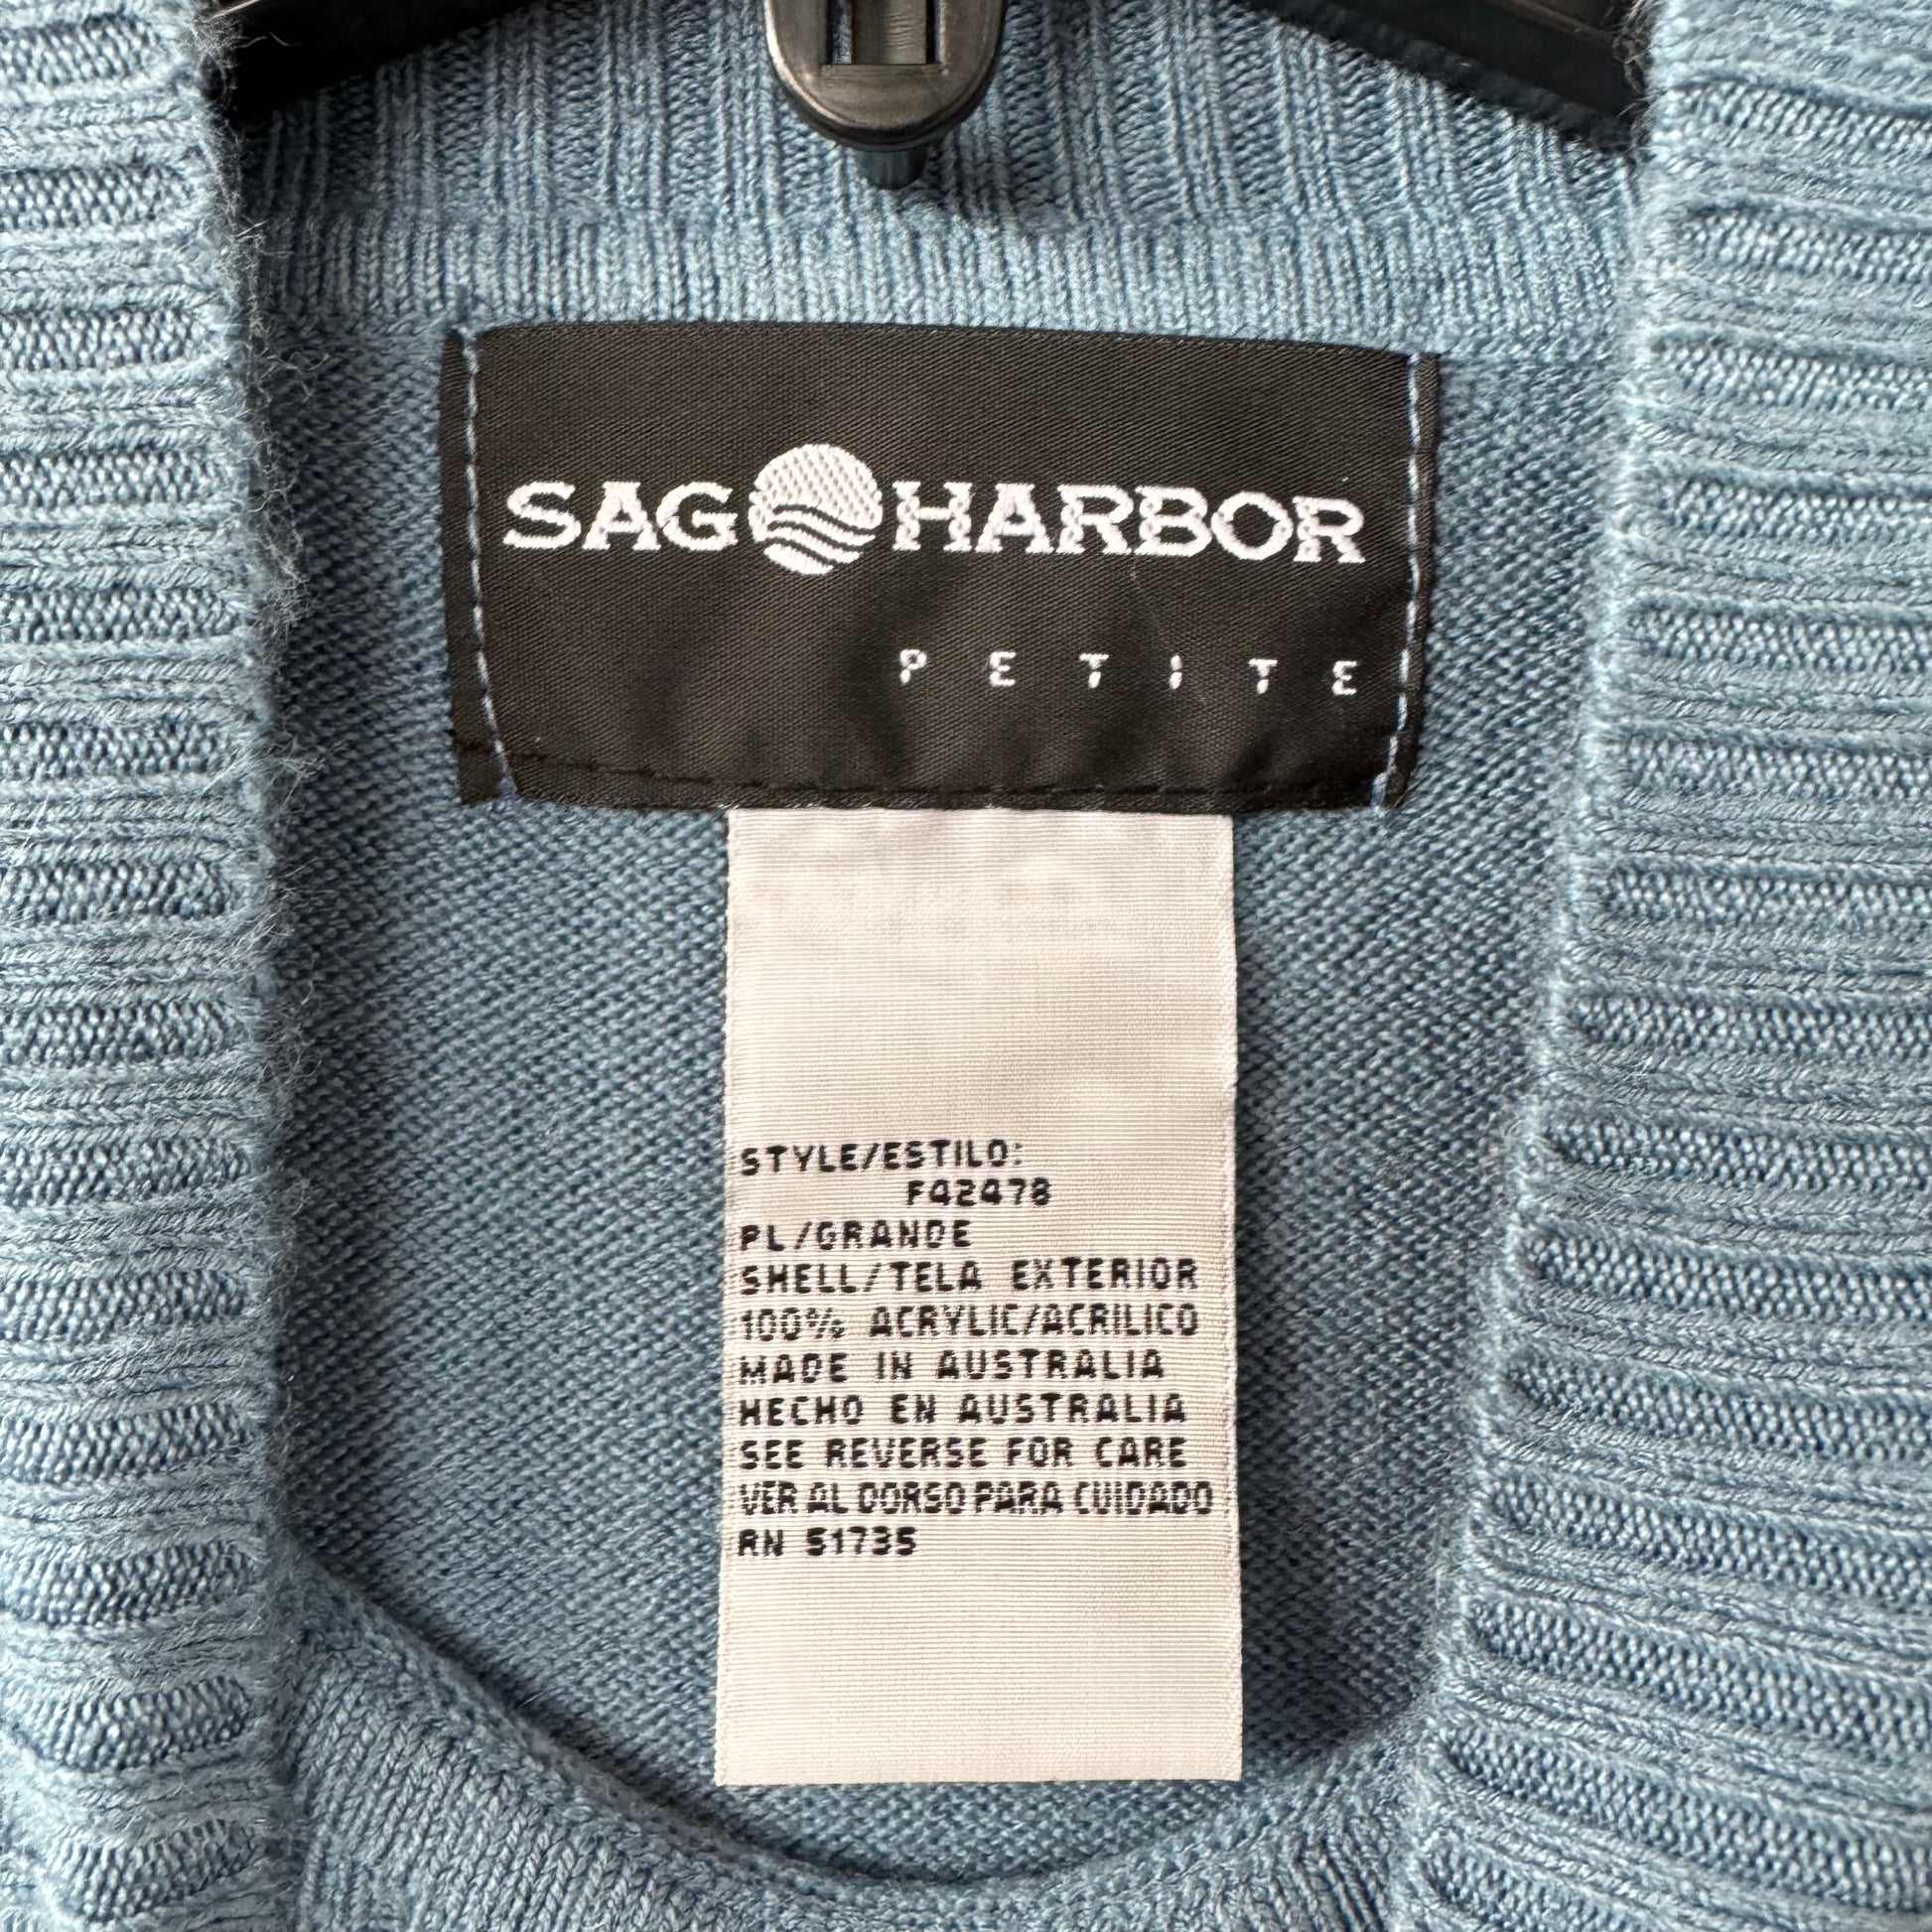 SAG HARBOR
PETITE
STYLE/ESTILO:
F42478
PL/GRANDE
SHELL/TELA EXTERIOR
100% ACRYLIC/ACRILICO
MADE IN AUSTRALIA
HECHO EN AUSTRALIA
SEE REVERSE FOR CARE
VER AL DORSO PARA CUIDADO
RN 51735